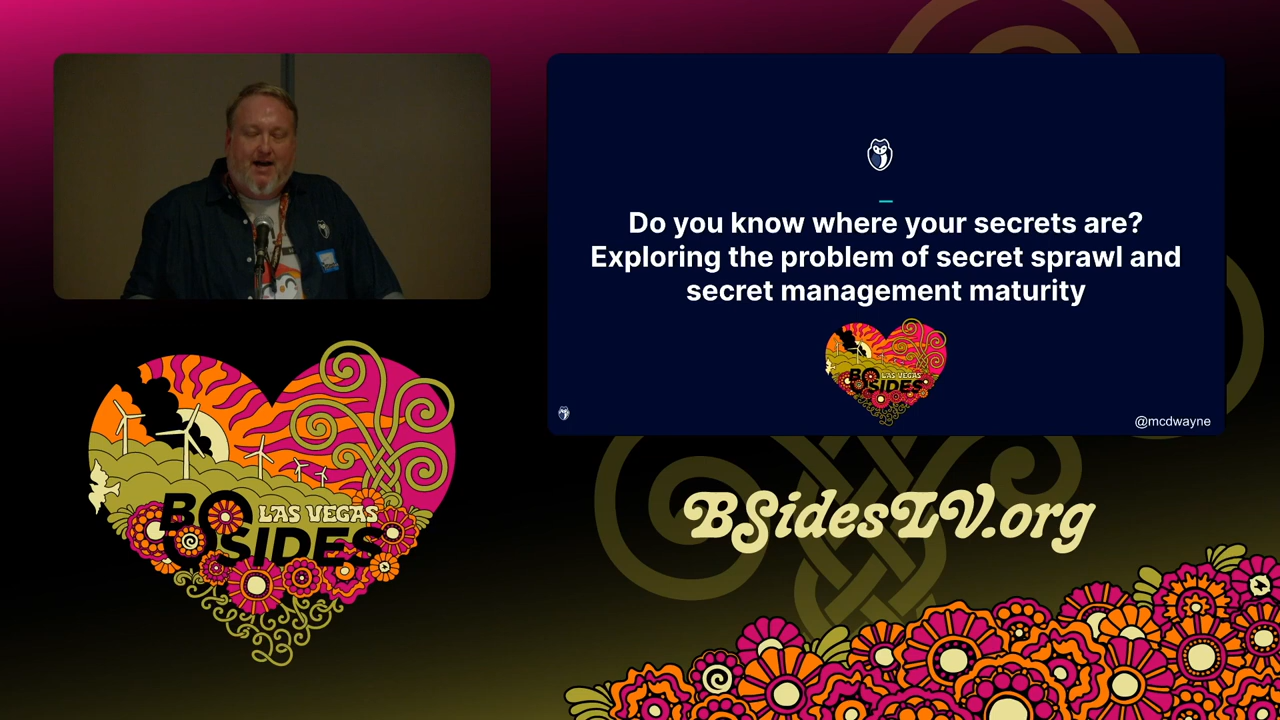 Do you know where your secrets are?
Exploring the problem of secret sprawl and
secret management maturity
LAS VEGAS
BSIDES
@mcdwayne
LAS VEGAS
BSIDES
23
BSidesLV.org